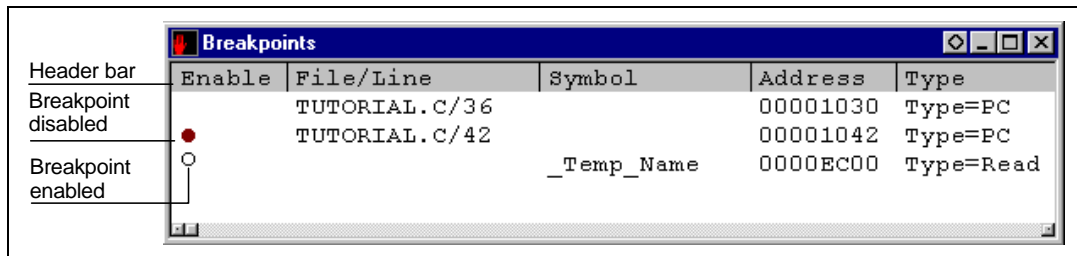 Breakpoints
Header bar
Enable File/Line Symbol Address Type
Breakpoint
disabled
TUTORIAL.C/36 00001030 Type=PC
TUTORIAL.C/42 00001042 Type=PC
Breakpoint
enabled
_Temp_Name 0000EC00 Type=Read